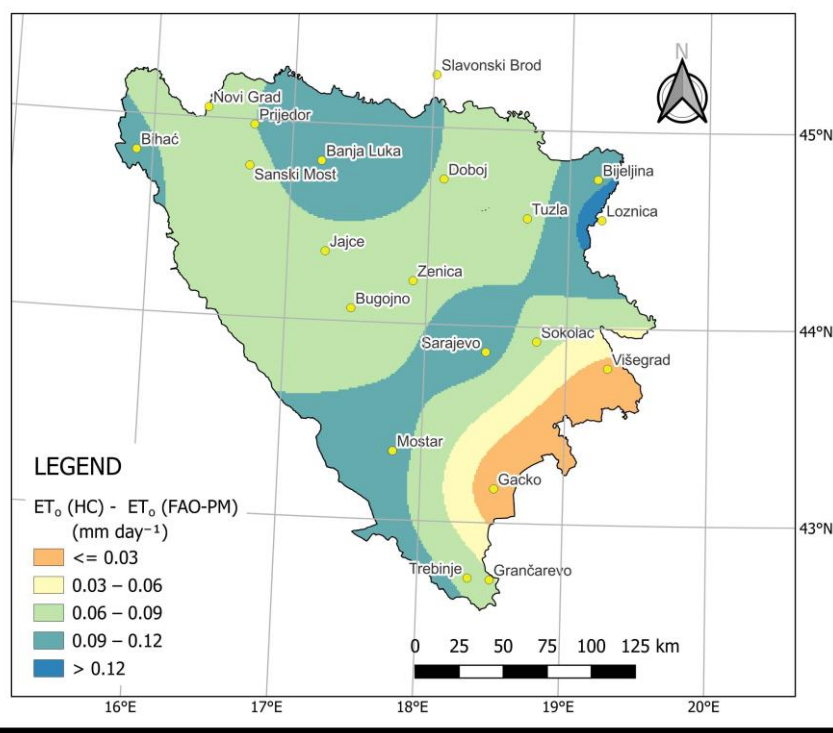 N
Slavonski Brod
Novi Grad
Prijedor
45°N
Bihać
Banja Luka
Sanski Most
Doboj
Bijeljina
Tuzla
Loznica
Jajce
Zenica
Bugojno
44°N
Sarajevo
Sokolac
Višegrad
Mostar
LEGEND
Gacko
ETₒ (HC) - ETₒ (FAO-PM)
(mm day⁻¹)
43°N
<= 0.03
0.03 – 0.06
0.06 – 0.09
0.09 – 0.12
> 0.12
Trebinje
Grančarevo
0 25 50 75 100 125 km
16°E 17°E 18°E 19°E 20°E